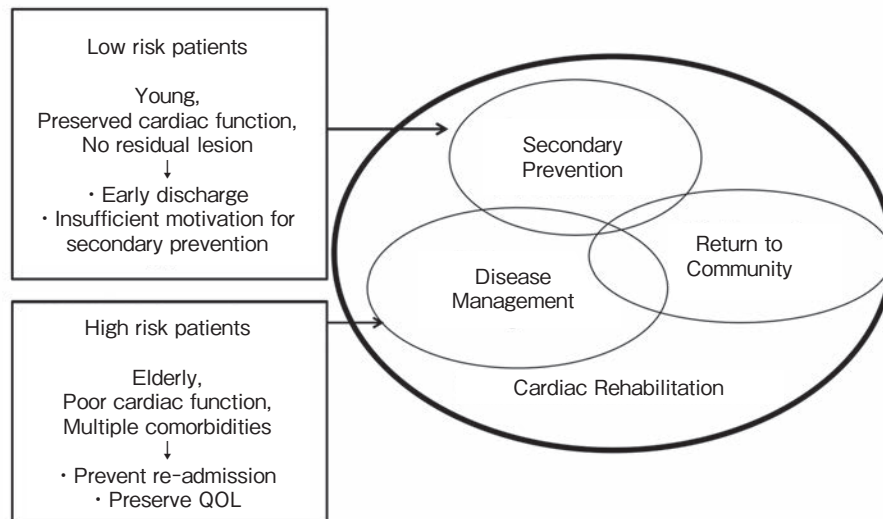 Low risk patients
Young,
Preserved cardiac function,
No residual lesion
↓
・Early discharge
・Insufficient motivation for
secondary prevention
High risk patients
Elderly,
Poor cardiac function,
Multiple comorbidities
↓
・Prevent re-admission
・Preserve QOL
Secondary
Prevention
Return to
Community
Disease
Management
Cardiac Rehabilitation